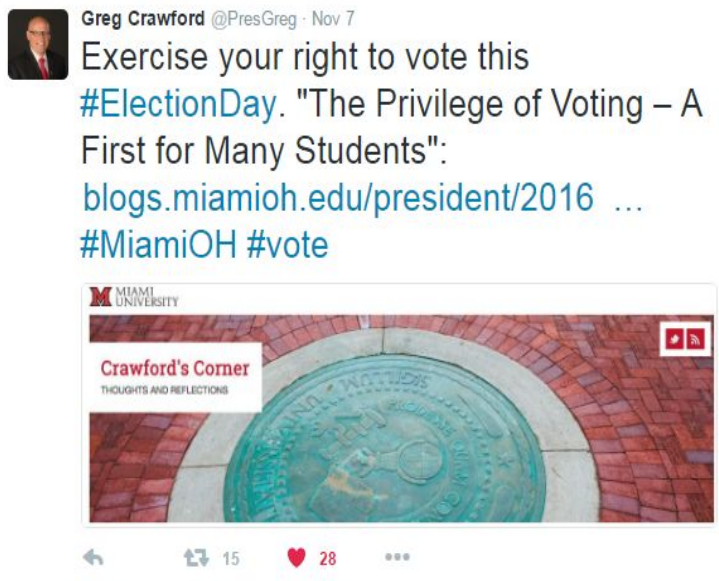 Greg Crawford @PresGreg · Nov 7
Exercise your right to vote this
#ElectionDay. "The Privilege of Voting – A
First for Many Students":
blogs.miamioh.edu/president/2016 …
#MiamiOH #vote
M MIAMI
UNIVERSITY
Crawford's Corner
THOUGHTS AND REFLECTIONS
SIGILLUM
15 28